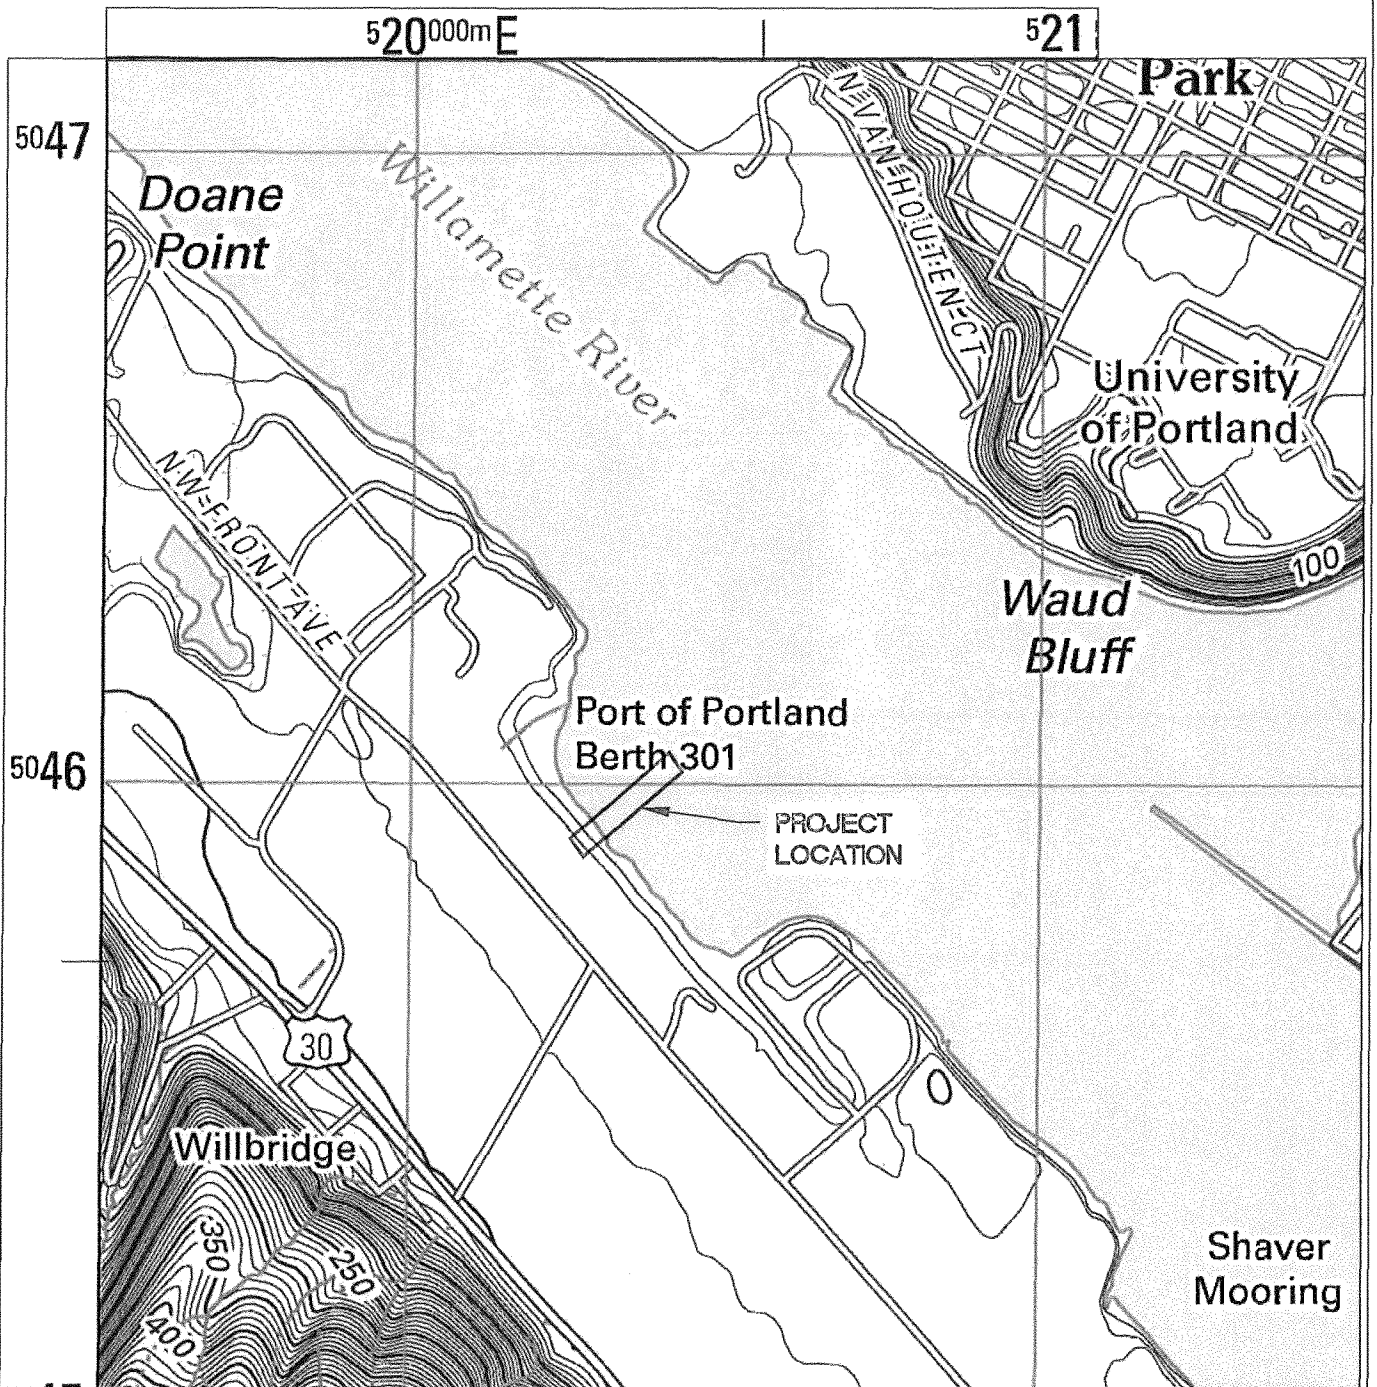 520000mE
521
Park
5047
Doane
Point
Willamette River
N VAN HOUTEN CT
University
of Portland
NW FRONT AVE
100
Waud
Bluff
Port of Portland
Berth 301
5046
PROJECT
LOCATION
30
Willbridge
350
250
400
Shaver
Mooring